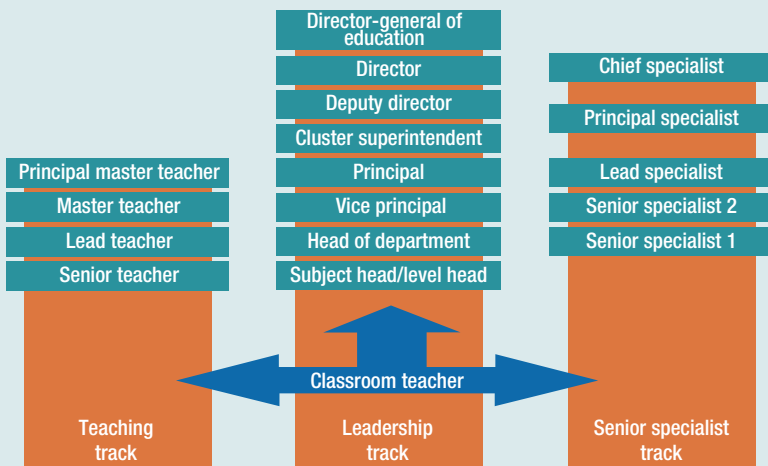 Principal master teacher
Master teacher
Lead teacher
Senior teacher
Teaching
track
Director-general of
education
Director
Deputy director
Cluster superintendent
Principal
Vice principal
Head of department
Subject head/level head
Classroom teacher
Leadership
track
Chief specialist
Principal specialist
Lead specialist
Senior specialist 2
Senior specialist 1
Senior specialist
track